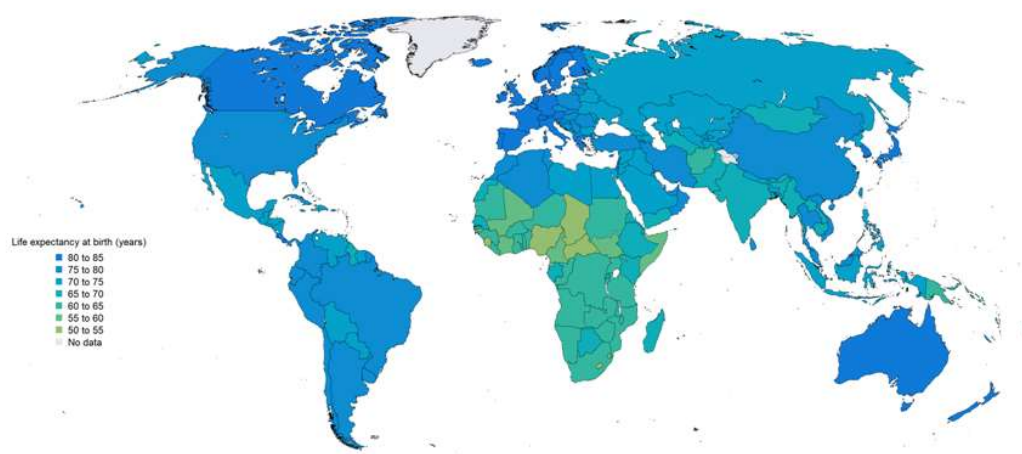 Life expectancy at birth (years)
80 to 85
75 to 80
70 to 75
65 to 70
60 to 65
55 to 60
50 to 55
No data